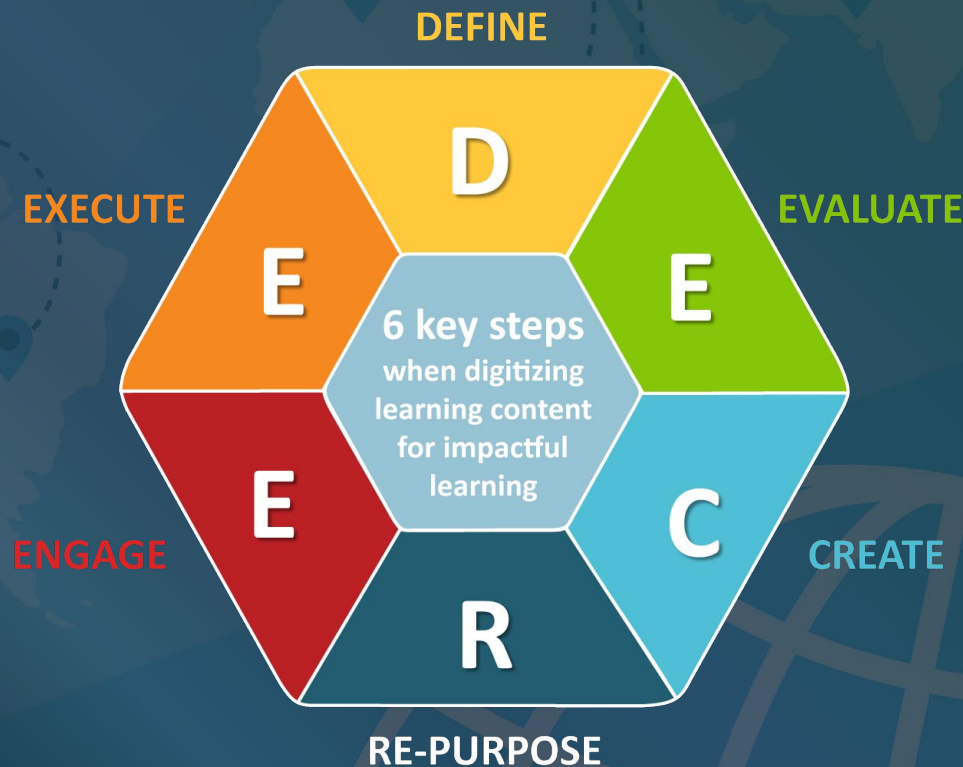 DEFINE
D
EXECUTE
EVALUATE
E
E
6 key steps
when digitizing
learning content
for impactful
learning
E
C
ENGAGE
CREATE
R
RE-PURPOSE